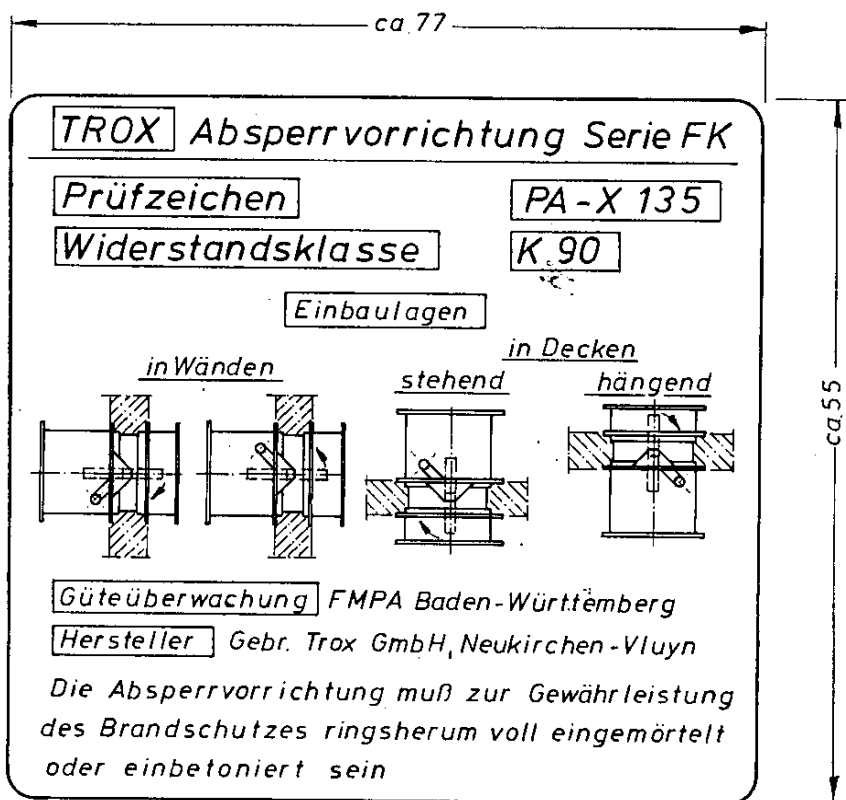 ca. 77
TROX Absperrvorrichtung Serie FK
Prüfzeichen PA-X 135
Widerstandsklasse K 90
Einbaulagen
in Wänden
in Decken
stehend hängend
ca. 55
Güteüberwachung FMPA Baden-Württemberg
Hersteller Gebr. Trox GmbH, Neukirchen-Vluyn
Die Absperrvorrichtung muß zur Gewährleistung
des Brandschutzes ringsherum voll eingemörtelt
oder einbetoniert sein